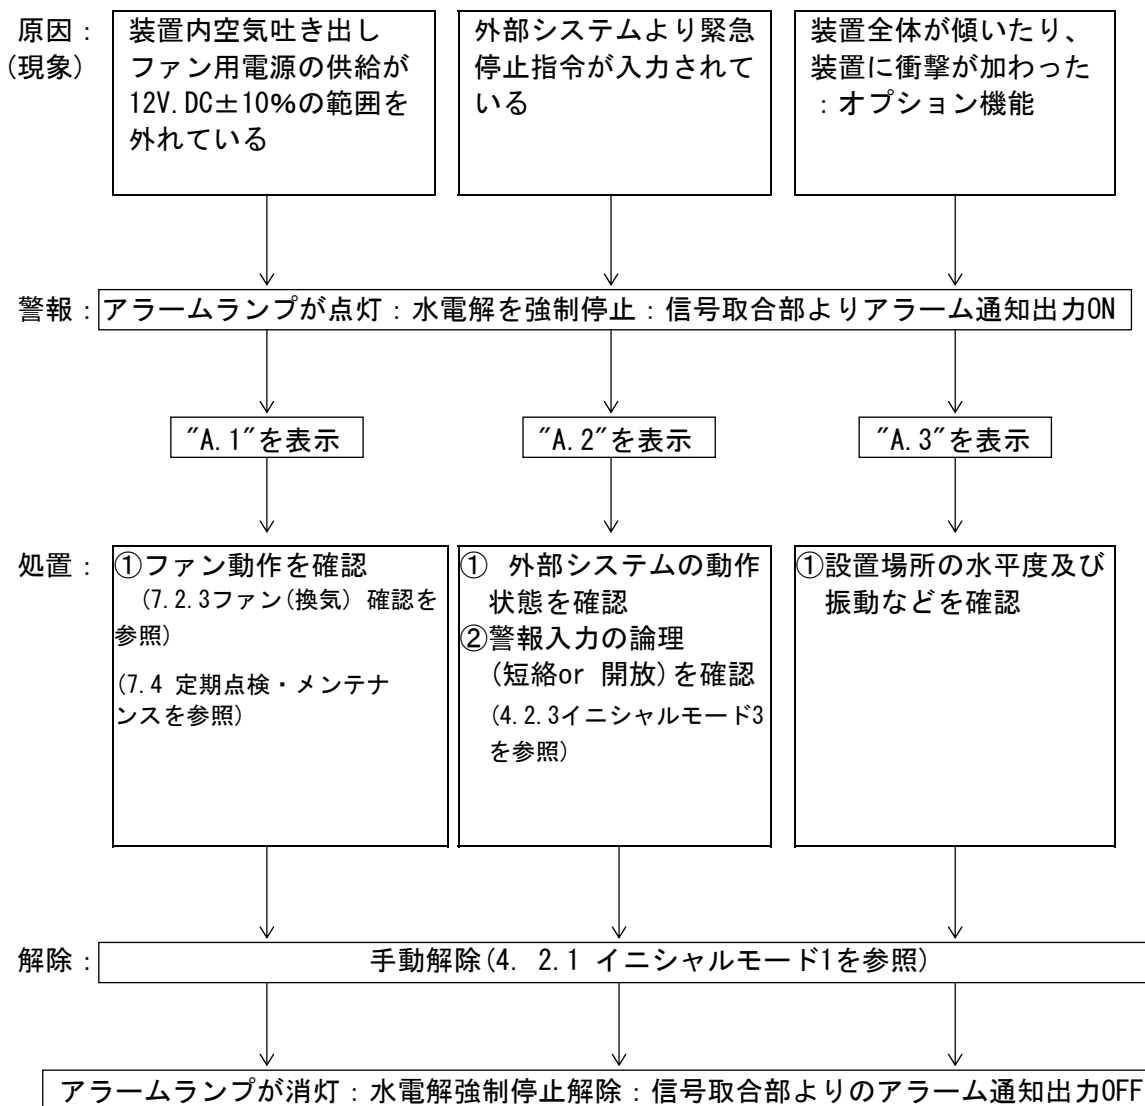 原因：
(現象)
装置内空気吐き出し
ファン用電源の供給が
12V.DC±10%の範囲を
外れている
外部システムより緊急
停止指令が入力されて
いる
装置全体が傾いたり、
装置に衝撃が加わった
：オプション機能
警報：
アラームランプが点灯：水電解を強制停止：信号取合部よりアラーム通知出力ON
"A.1"を表示
"A.2"を表示
"A.3"を表示
処置：
①ファン動作を確認
(7.2.3ファン(換気) 確認を
参照)
(7.4 定期点検・メンテナ
ンスを参照)
① 外部システムの動作
状態を確認
②警報入力の論理
(短絡or 開放)を確認
(4.2.3イニシャルモード3
を参照)
①設置場所の水平度及び
振動などを確認
解除：
手動解除(4. 2.1 イニシャルモード1を参照)
アラームランプが消灯：水電解強制停止解除：信号取合部よりのアラーム通知出力OFF